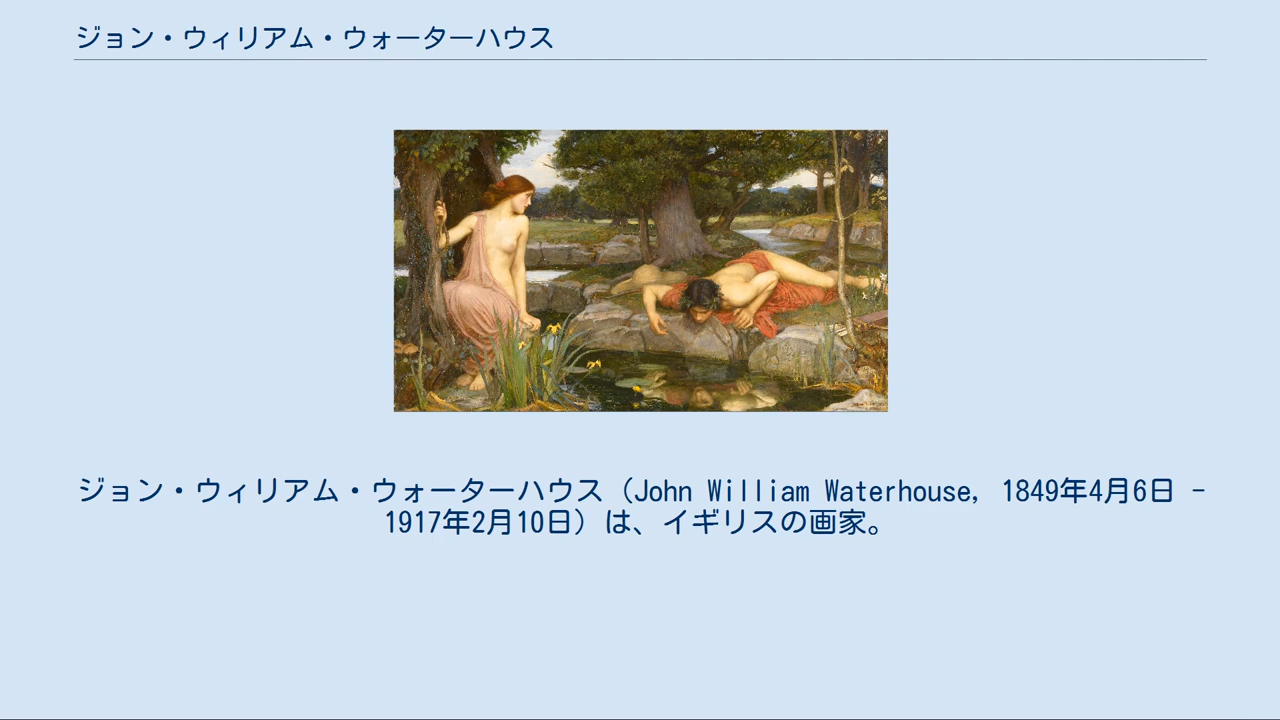 ジョン・ウィリアム・ウォーターハウス
ジョン・ウィリアム・ウォーターハウス（John William Waterhouse, 1849年4月6日 -
1917年2月10日）は、イギリスの画家。